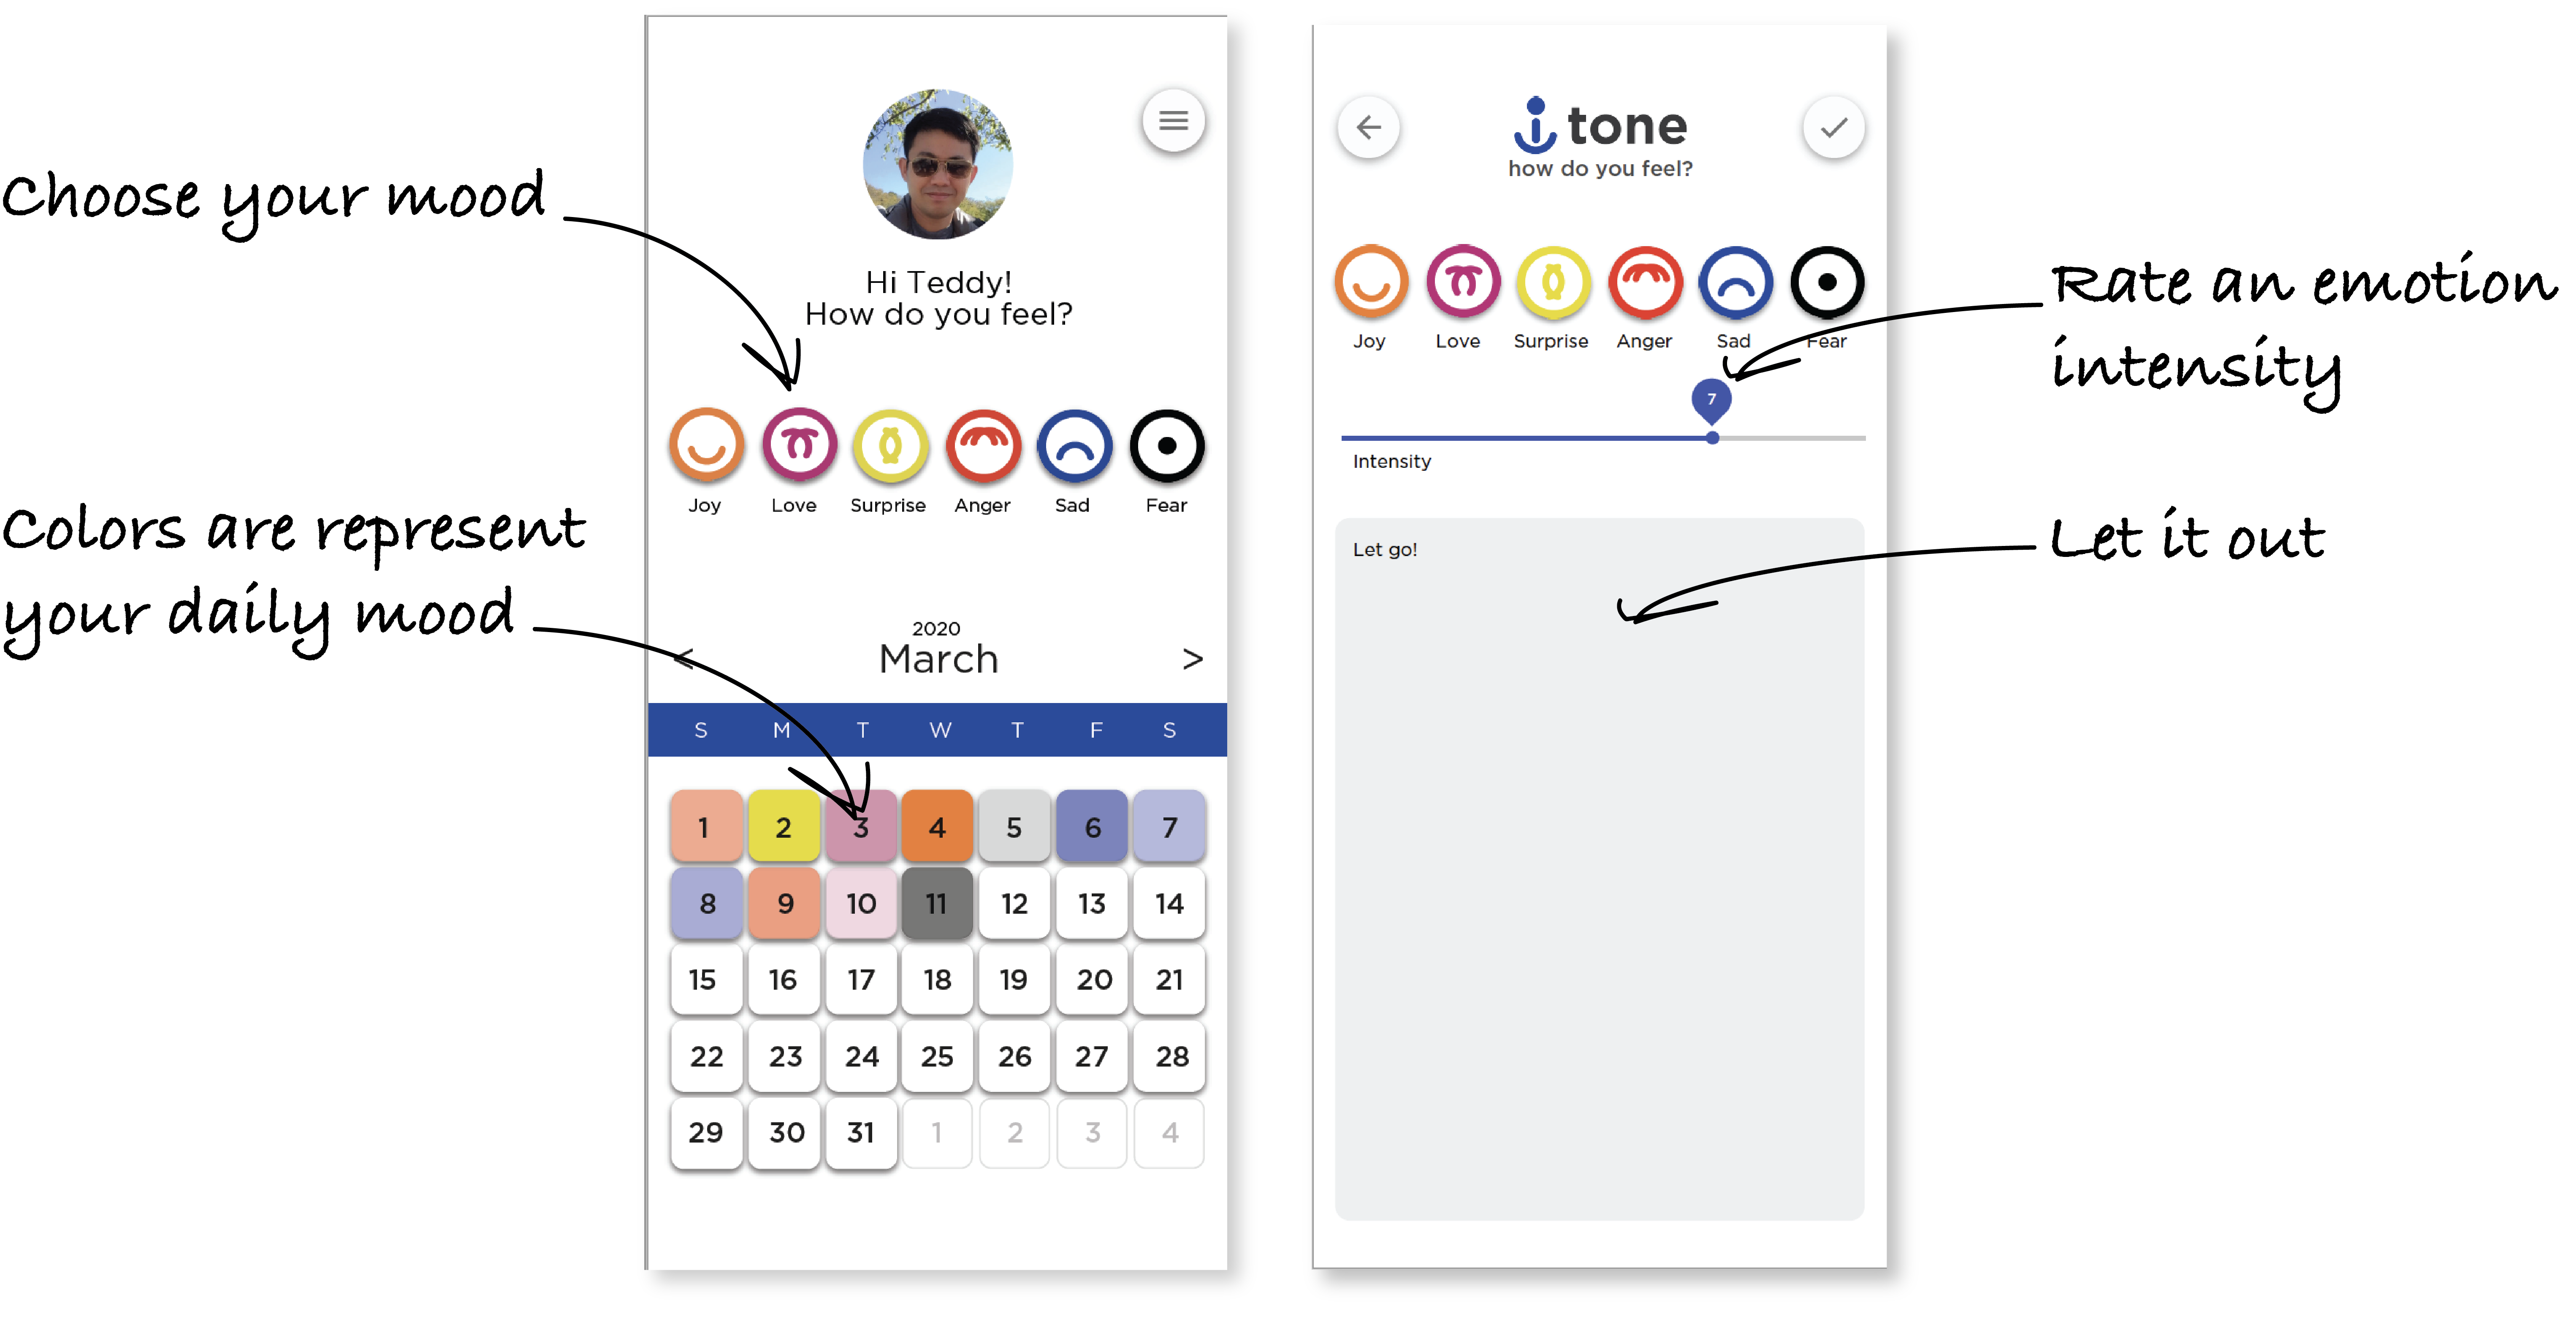 Choose your mood
Colors are represent
your daily mood
Hi Teddy!
How do you feel?
Joy Love Surprise Anger Sad Fear
2020
< March >
S M T W T F S
1 2 3 4 5 6 7
8 9 10 11 12 13 14
15 16 17 18 19 20 21
22 23 24 25 26 27 28
29 30 31 1 2 3 4
i tone
how do you feel?
Joy Love Surprise Anger Sad Fear
7
Intensity
Let go!
Rate an emotion
intensity
Let it out